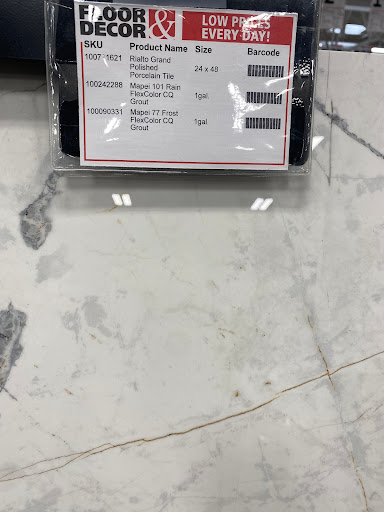 FLOOR & DECOR
LOW PRICES
EVERY DAY!
SKU Product Name Size Barcode
Rialto Grand
Polished
Porcelain Tile
24 x 48
100242288 Mapei 101 Rain
FlexColor CQ
Grout
1gal.
100090331 Mapei 77 Frost
FlexColor CQ
Grout
1gal.